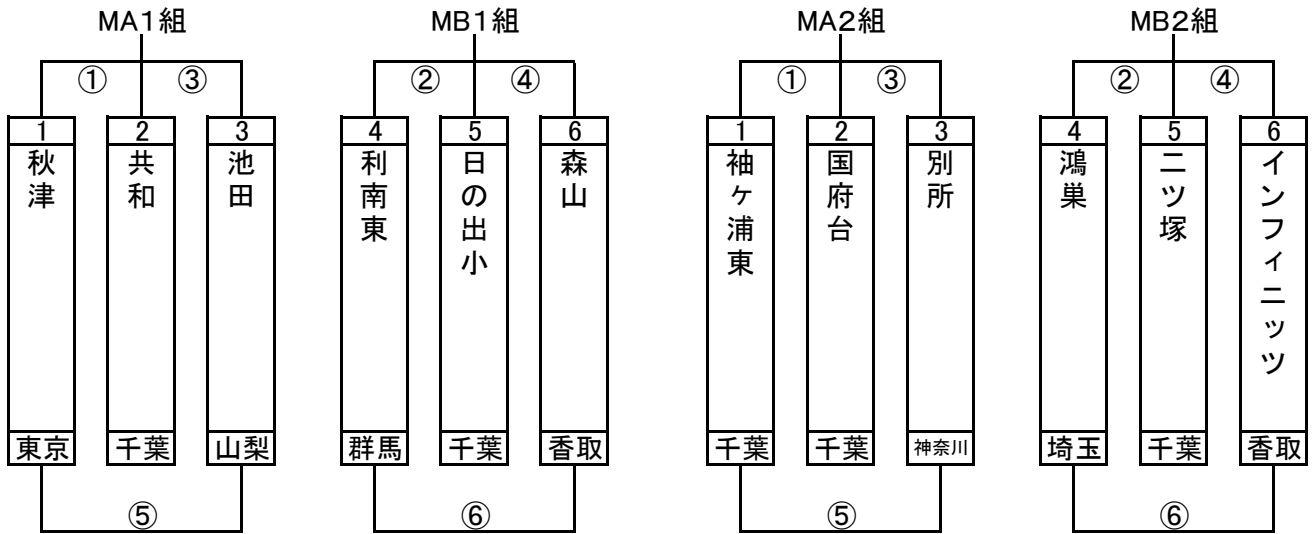 MA1組 MB1組 MA2組 MB2組
① ③ ② ④ ① ③ ② ④
1 2 3 4 5 6 1 2 3 4 5 6
秋津
共和
池田
利南東
日の出小
森山
袖ヶ浦東
国府台
別所
鴻巣
二ツ塚
インフィニッツ
東京 千葉 山梨 群馬 千葉 香取 千葉 千葉 神奈川 埼玉 千葉 香取
⑤ ⑥ ⑤ ⑥